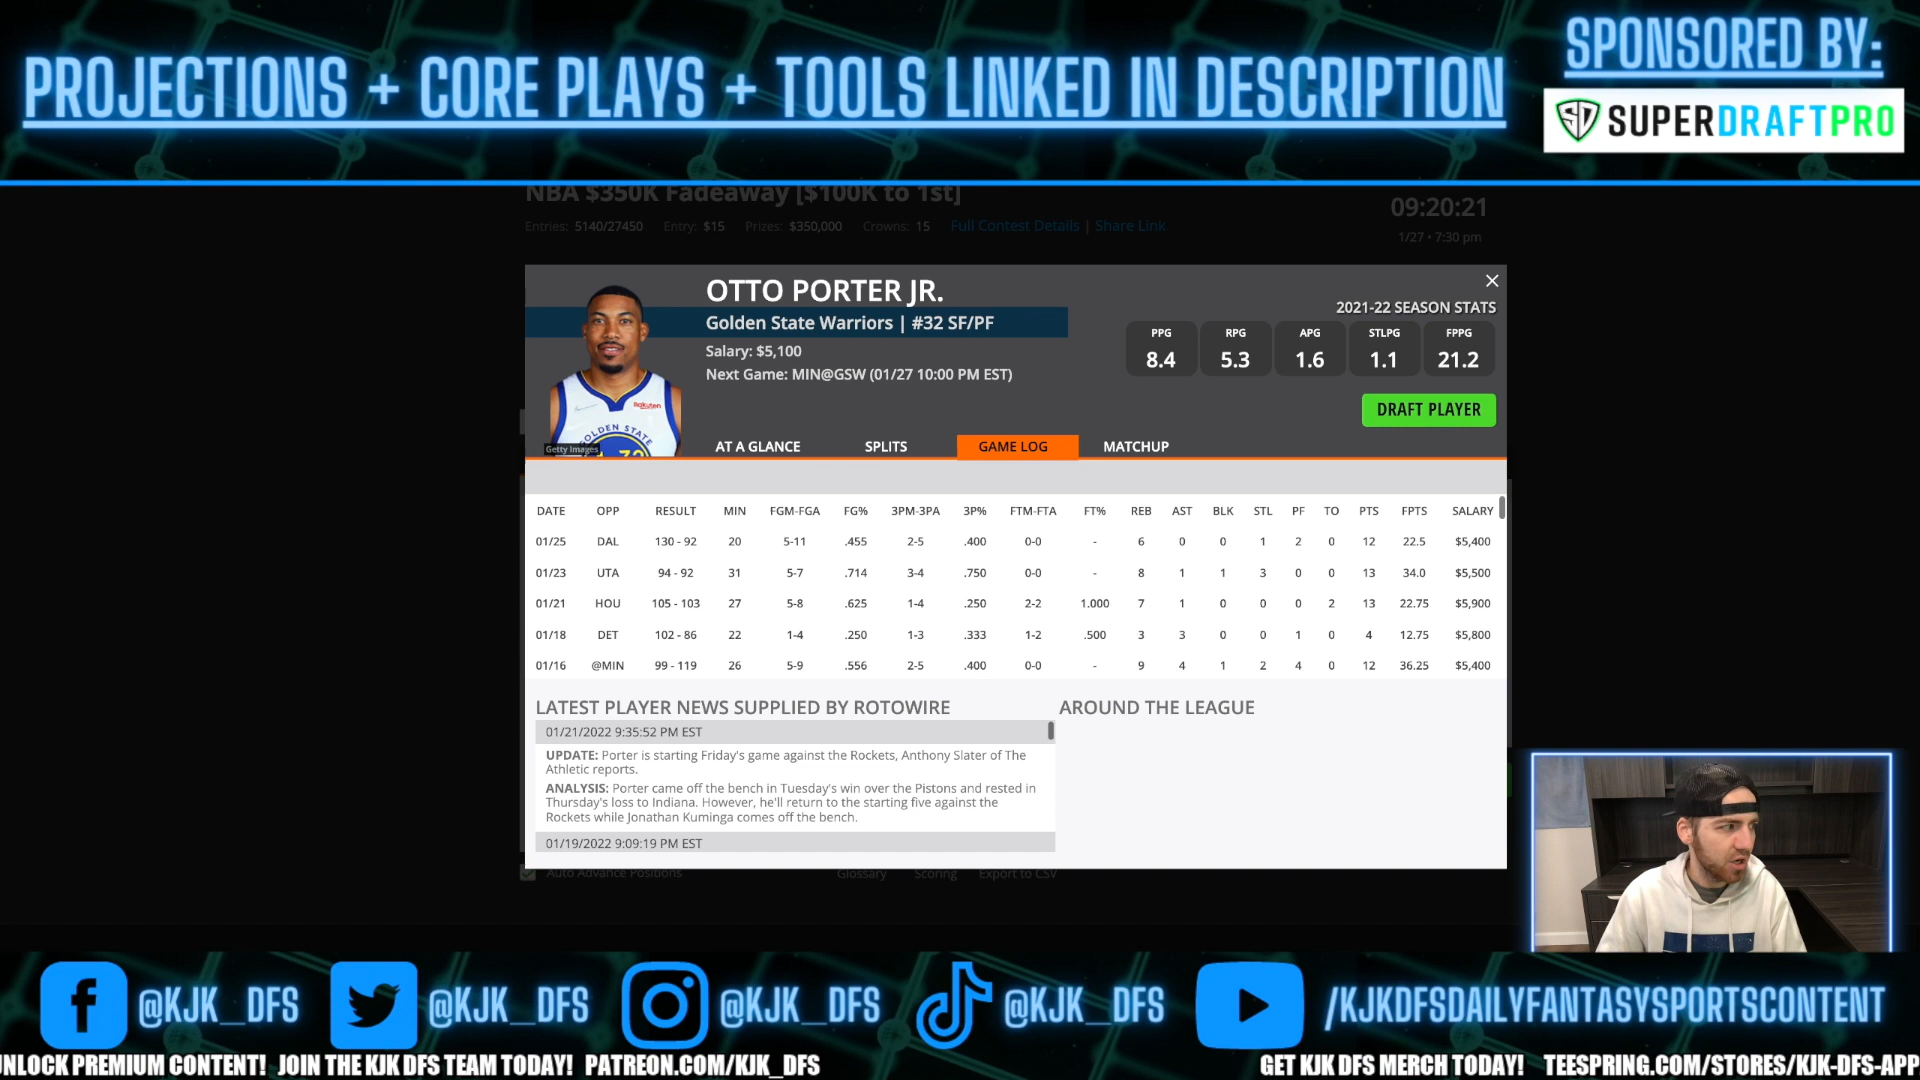 PROJECTIONS + CORE PLAYS + TOOLS LINKED IN DESCRIPTION
SPONSORED BY:
SUPERDRAFTPRO
NBA $350K Fadeaway [$100K to 1st]
Entries: 5140/27450 Entry: $15 Prizes: $350,000 Crowns: 15 Full Contest Details | Share Link
09:20:21
1/27 • 7:30 pm
OTTO PORTER JR.
Golden State Warriors | #32 SF/PF
Salary: $5,100
Next Game: MIN@GSW (01/27 10:00 PM EST)
2021-22 SEASON STATS
PPG RPG APG STLPG FPPG
8.4 5.3 1.6 1.1 21.2
DRAFT PLAYER
Rakuten
GOLDEN STATE
Getty Images
AT A GLANCE SPLITS GAME LOG MATCHUP
DATE OPP RESULT MIN FGM-FGA FG% 3PM-3PA 3P% FTM-FTA FT% REB AST BLK STL PF TO PTS FPTS SALARY
01/25 DAL 130 - 92 20 5-11 .455 2-5 .400 0-0 - 6 0 0 1 2 0 12 22.5 $5,400
01/23 UTA 94 - 92 31 5-7 .714 3-4 .750 0-0 - 8 1 1 3 0 0 13 34.0 $5,500
01/21 HOU 105 - 103 27 5-8 .625 1-4 .250 2-2 1.000 7 1 0 0 0 2 13 22.75 $5,900
01/18 DET 102 - 86 22 1-4 .250 1-3 .333 1-2 .500 3 3 0 0 1 0 4 12.75 $5,800
01/16 @MIN 99 - 119 26 5-9 .556 2-5 .400 0-0 - 9 4 1 2 4 0 12 36.25 $5,400
LATEST PLAYER NEWS SUPPLIED BY ROTOWIRE
AROUND THE LEAGUE
01/21/2022 9:35:52 PM EST
UPDATE: Porter is starting Friday's game against the Rockets, Anthony Slater of The
Athletic reports.
ANALYSIS: Porter came off the bench in Tuesday's win over the Pistons and rested in
Thursday's loss to Indiana. However, he'll return to the starting five against the
Rockets while Jonathan Kuminga comes off the bench.
01/19/2022 9:09:19 PM EST
Auto Advance Positions Glossary Scoring Export to CSV
@KJK_DFS @KJK_DFS @KJK_DFS @KJK_DFS /KJKDFSDAILYFANTASYSPORTSCONTENT
UNLOCK PREMIUM CONTENT! JOIN THE KJK DFS TEAM TODAY! PATREON.COM/KJK_DFS
GET KJK DFS MERCH TODAY! TEESPRING.COM/STORES/KJK-DFS-APP